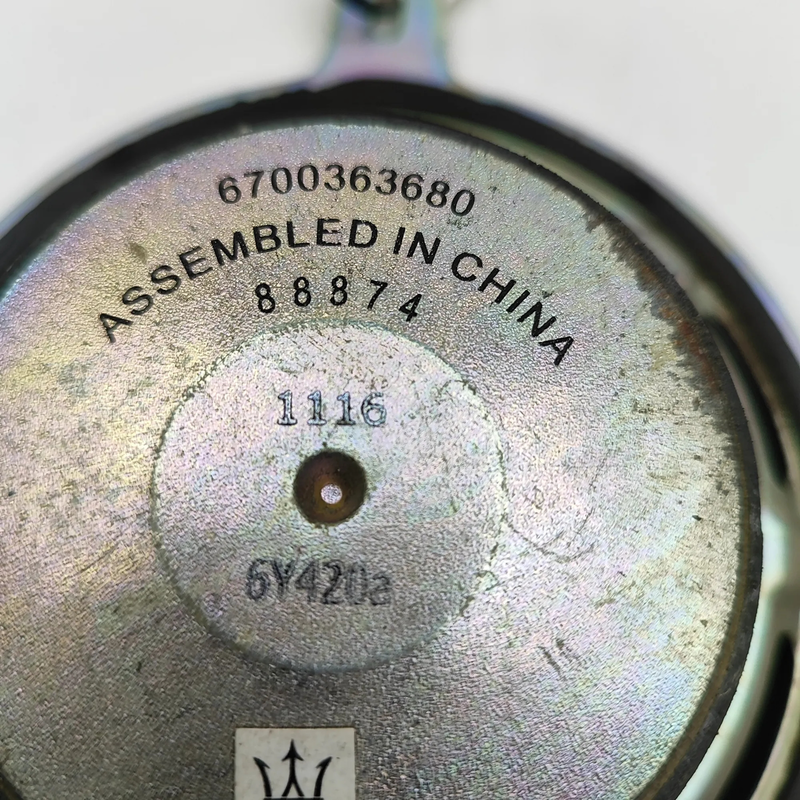 6700363680
ASSEMBLED IN CHINA
88874
1116
6Y420a